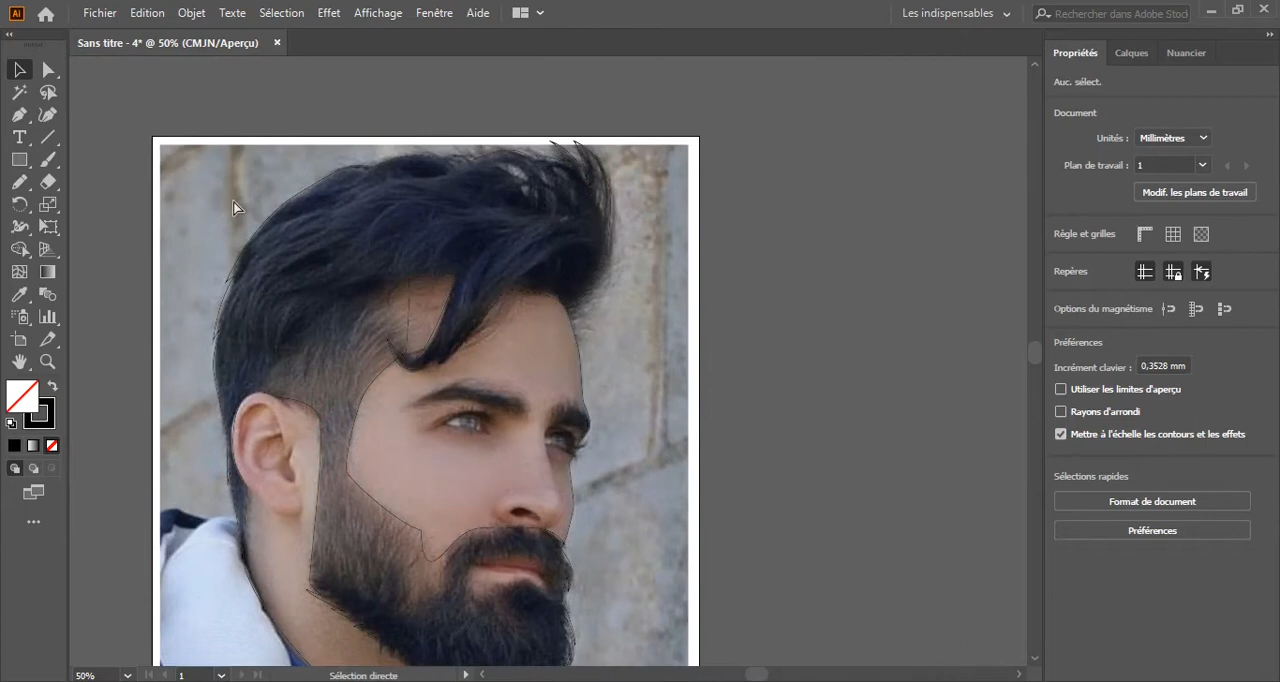 Ai
Fichier Edition Objet Texte Sélection Effet Affichage Fenêtre Aide
Les indispensables
Rechercher dans Adobe Stock
Sans titre - 4* @ 50% (CMJN/Aperçu)
Propriétés Calques Nuancier
Auc. sélect.
Document
Unités : Millimètres
Plan de travail : 1
Modif. les plans de travail
Règle et grilles
Repères
Options du magnétisme
Préférences
Incrément clavier : 0,3528 mm
Utiliser les limites d'aperçu
Rayons d'arrondi
Mettre à l'échelle les contours et les effets
Sélections rapides
Format de document
Préférences
50% 1 Sélection directe